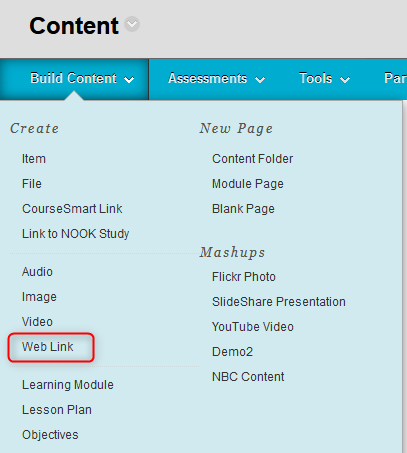 Content
Build Content
Assessments
Tools
Par
Create
Item
File
CourseSmart Link
Link to NOOK Study
Audio
Image
Video
Web Link
Learning Module
Lesson Plan
Objectives
New Page
Content Folder
Module Page
Blank Page
Mashups
Flickr Photo
SlideShare Presentation
YouTube Video
Demo2
NBC Content